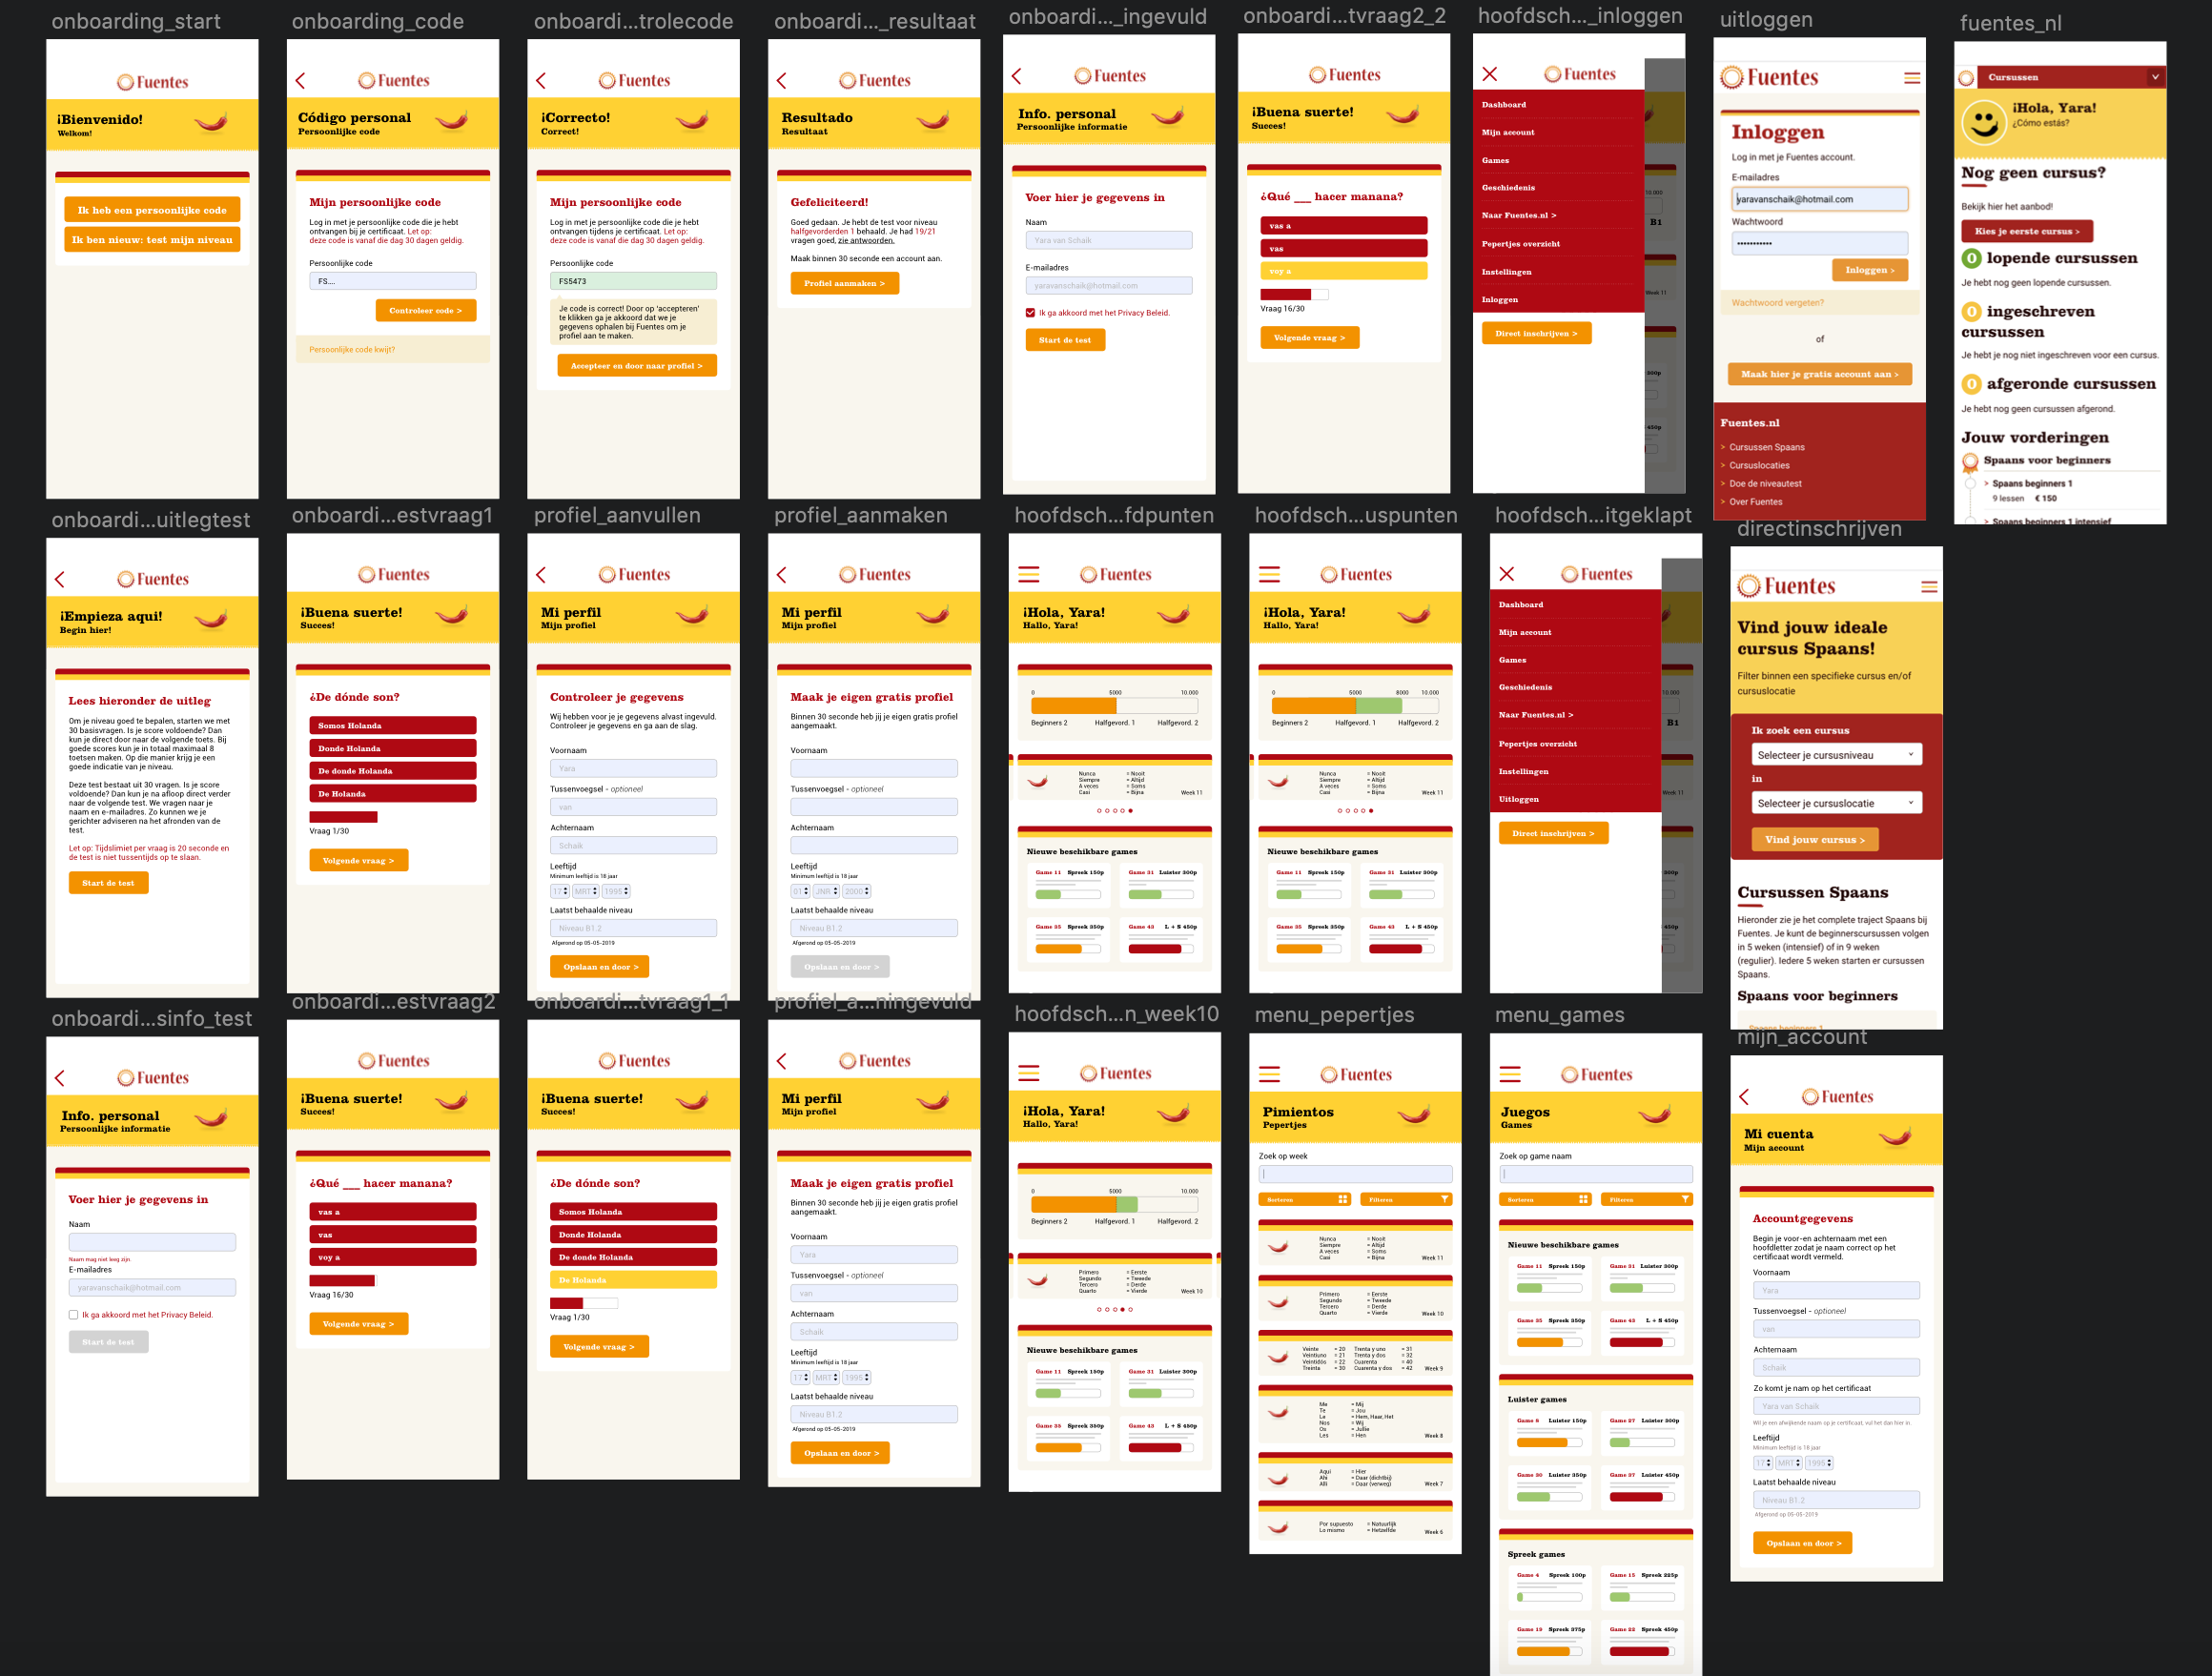 onboarding_start
Fuentes
¡Bienvenido!
Welkom!
Ik heb een persoonlijke code
Ik ben nieuw: test mijn niveau
onboarding_code
Fuentes
Código personal
Persoonlijke code
Mijn persoonlijke code
Log in met je persoonlijke code die je hebt
ontvangen bij je certificaat. Let op:
deze code is vanaf die dag 30 dagen geldig.
Persoonlijke code
FS....
Controleer code >
Persoonlijke code kwijt?
onboardi...trolecode
Fuentes
¡Correcto!
Correct!
Mijn persoonlijke code
Log in met je persoonlijke code die je hebt
ontvangen tijdens je certificaat. Let op:
deze code is vanaf die dag 30 dagen geldig.
Persoonlijke code
FS5473
Je code is correct! Door op 'accepteren'
te klikken ga je akkoord dat we je
gegevens ophalen bij Fuentes om je
profiel aan te maken.
Accepteer en door naar profiel >
onboardi..._resultaat
Fuentes
Resultado
Resultaat
Gefeliciteerd!
Goed gedaan. Je hebt de test voor niveau
halfgevorderden 1 behaald. Je had 19/21
vragen goed, zie antwoorden.
Maak binnen 30 seconde een account aan.
Profiel aanmaken >
onboardi..._ingevuld
Fuentes
Info. personal
Persoonlijke informatie
Voer hier je gegevens in
Naam
Yara van Schaik
E-mailadres
yaravanschaik@hotmail.com
Ik ga akkoord met het Privacy Beleid.
Start de test
onboardi...tvraag2_2
Fuentes
¡Buena suerte!
Succes!
¿Qué ___ hacer manana?
vas a
vas
voy a
Vraag 16/30
Volgende vraag >
hoofdsch..._inloggen
Fuentes
Dashboard
Mijn account
Games
Geschiedenis
Naar Fuentes.nl >
Pepertjes overzicht
Instellingen
Inloggen
Direct inschrijven >
10.000
B1
Week 11
300p
450p
uitloggen
Fuentes
Inloggen
Log in met je Fuentes account.
E-mailadres
yaravanschaik@hotmail.com
Wachtwoord
•••••••••••
Inloggen >
Wachtwoord vergeten?
of
Maak hier je gratis account aan >
Fuentes.nl
> Cursussen Spaans
> Cursuslocaties
> Doe de niveautest
> Over Fuentes
fuentes_nl
Cursussen
¡Hola, Yara!
¿Cómo estás?
Nog geen cursus?
Bekijk hier het aanbod!
Kies je eerste cursus >
0 lopende cursussen
Je hebt nog geen lopende cursussen.
0 ingeschreven
cursussen
Je hebt je nog niet ingeschreven voor een cursus.
0 afgeronde cursussen
Je hebt nog geen cursussen afgerond.
Jouw vorderingen
Spaans voor beginners
> Spaans beginners 1
9 lessen € 150
> Spaans beginners 1 intensief
onboardi...uitlegtest
Fuentes
¡Empieza aqui!
Begin hier!
Lees hieronder de uitleg
Om je niveau goed te bepalen, starten we met
30 basisvragen. Is je score voldoende? Dan
kun je direct door naar de volgende toets. Bij
goede scores kun je in totaal maximaal 8
toetsen maken. Op die manier krijg je een
goede indicatie van je niveau.
Deze test bestaat uit 30 vragen. Is je score
voldoende? Dan kun je na afloop direct verder
naar de volgende test. We vragen naar je
naam en e-mailadres. Zo kunnen we je
gerichter adviseren na het afronden van de
test.
Let op: Tijdslimiet per vraag is 20 seconde en
de test is niet tussentijds op te slaan.
Start de test
onboardi...estvraag1
Fuentes
¡Buena suerte!
Succes!
¿De dónde son?
Somos Holanda
Donde Holanda
De donde Holanda
De Holanda
Vraag 1/30
Volgende vraag >
profiel_aanvullen
Fuentes
Mi perfil
Mijn profiel
Controleer je gegevens
Wij hebben voor je je gegevens alvast ingevuld.
Controleer je gegevens en ga aan de slag.
Voornaam
Yara
Tussenvoegsel - optioneel
van
Achternaam
Schaik
Leeftijd
Minimum leeftijd is 18 jaar
17 MRT 1995
Laatst behaalde niveau
Niveau B1.2
Afgerond op 05-05-2019
Opslaan en door >
profiel_aanmaken
Fuentes
Mi perfil
Mijn profiel
Maak je eigen gratis profiel
Binnen 30 seconde heb jij je eigen gratis profiel
aangemaakt.
Voornaam
Tussenvoegsel - optioneel
Achternaam
Leeftijd
Minimum leeftijd is 18 jaar
01 JNR 2000
Laatst behaalde niveau
Niveau B1.2
Afgerond op 05-05-2019
Opslaan en door >
hoofdsch...fdpunten
Fuentes
¡Hola, Yara!
Hallo, Yara!
0 5000 10.000
Beginners 2 Halfgevord. 1 Halfgevord. 2
Nunca = Nooit
Siempre = Altijd
A veces = Soms
Casi = Bijna Week 11
Nieuwe beschikbare games
Game 11 Spreek 150p Game 31 Luister 300p
Game 35 Spreek 350p Game 43 L + S 450p
hoofdsch...uspunten
Fuentes
¡Hola, Yara!
Hallo, Yara!
0 5000 8000 10.000
Beginners 2 Halfgevord. 1 Halfgevord. 2
Nunca = Nooit
Siempre = Altijd
A veces = Soms
Casi = Bijna Week 11
Nieuwe beschikbare games
Game 11 Spreek 150p Game 31 Luister 300p
Game 35 Spreek 350p Game 43 L + S 450p
hoofdsch...itgeklapt
Fuentes
Dashboard
Mijn account
Games
Geschiedenis
Naar Fuentes.nl >
Pepertjes overzicht
Instellingen
Uitloggen
Direct inschrijven >
10.000
B1
Week 11
300p
450p
directinschrijven
Fuentes
Vind jouw ideale
cursus Spaans!
Filter binnen een specifieke cursus en/of
cursuslocatie
Ik zoek een cursus
Selecteer je cursusniveau
in
Selecteer je cursuslocatie
Vind jouw cursus >
Cursussen Spaans
Hieronder zie je het complete traject Spaans bij
Fuentes. Je kunt de beginnerscursussen volgen
in 5 weken (intensief) of in 9 weken
(regulier). Iedere 5 weken starten er cursussen
Spaans.
Spaans voor beginners
Spaans beginners 1
onboardi...sinfo_test
Fuentes
Info. personal
Persoonlijke informatie
Voer hier je gegevens in
Naam
Naam mag niet leeg zijn
E-mailadres
yaravanschaik@hotmail.com
Ik ga akkoord met het Privacy Beleid.
Start de test
onboardi...estvraag2
Fuentes
¡Buena suerte!
Succes!
¿Qué ___ hacer manana?
vas a
vas
voy a
Vraag 16/30
Volgende vraag >
onboardi...tvraag1_1
Fuentes
¡Buena suerte!
Succes!
¿De dónde son?
Somos Holanda
Donde Holanda
De donde Holanda
De Holanda
Vraag 1/30
Volgende vraag >
profiel_a...ningevuld
Fuentes
Mi perfil
Mijn profiel
Maak je eigen gratis profiel
Binnen 30 seconde heb jij je eigen gratis profiel
aangemaakt.
Voornaam
Yara
Tussenvoegsel - optioneel
van
Achternaam
Schaik
Leeftijd
Minimum leeftijd is 18 jaar
17 MRT 1995
Laatst behaalde niveau
Niveau B1.2
Afgerond op 05-05-2019
Opslaan en door >
hoofdsch...n_week10
Fuentes
¡Hola, Yara!
Hallo, Yara!
0 5000 10.000
Beginners 2 Halfgevord. 1 Halfgevord. 2
Primero = Eerste
Segundo = Tweede
Tercero = Derde
Quarto = Vierde Week 10
Nieuwe beschikbare games
Game 11 Spreek 150p Game 31 Luister 300p
Game 35 Spreek 350p Game 43 L + S 450p
menu_pepertjes
Fuentes
Pimientos
Pepertjes
Zoek op week
Sorteren Filteren
Nunca = Nooit
Siempre = Altijd
A veces = Soms
Casi = Bijna Week 11
Primero = Eerste
Segundo = Tweede
Tercero = Derde
Quarto = Vierde Week 10
Veinte = 20 Trenta y uno = 31
Veintiuno = 21 Trenta y dos = 32
Veintidós = 22 Cuarenta = 40
Treinta = 30 Cuarenta y dos = 42 Week 9
Me = Mij
Te = Jou
Le = Hem, Haar, Het
Nos = Wij
Os = Jullie
Les = Hen Week 8
Aqui = Hier
Ahi = Daar (dichtbij)
Alli = Daar (verweg) Week 7
Por supuesto = Natuurlijk
Lo mismo = Hetzelfde Week 6
menu_games
Fuentes
Juegos
Games
Zoek op game naam
Sorteren Filteren
Nieuwe beschikbare games
Game 11 Spreek 150p Game 31 Luister 300p
Game 35 Spreek 350p Game 43 L + S 450p
Luister games
Game 8 Luister 150p Game 27 Luister 300p
Game 30 Luister 350p Game 37 Luister 450p
Spreek games
Game 4 Spreek 100p Game 15 Spreek 225p
Game 19 Spreek 375p Game 22 Spreek 450p
mijn_account
Fuentes
Mi cuenta
Mijn account
Accountgegevens
Begin je voor-en achternaam met een
hoofdletter zodat je naam correct op het
certificaat wordt vermeld.
Voornaam
Yara
Tussenvoegsel - optioneel
van
Achternaam
Schaik
Zo komt je nam op het certificaat
Yara van Schaik
Wil je een afwijkende naam op je certificaat, vul het dan hier in.
Leeftijd
Minimum leeftijd is 18 jaar
17 MRT 1995
Laatst behaalde niveau
Niveau B1.2
Afgerond op 05-05-2019
Opslaan en door >